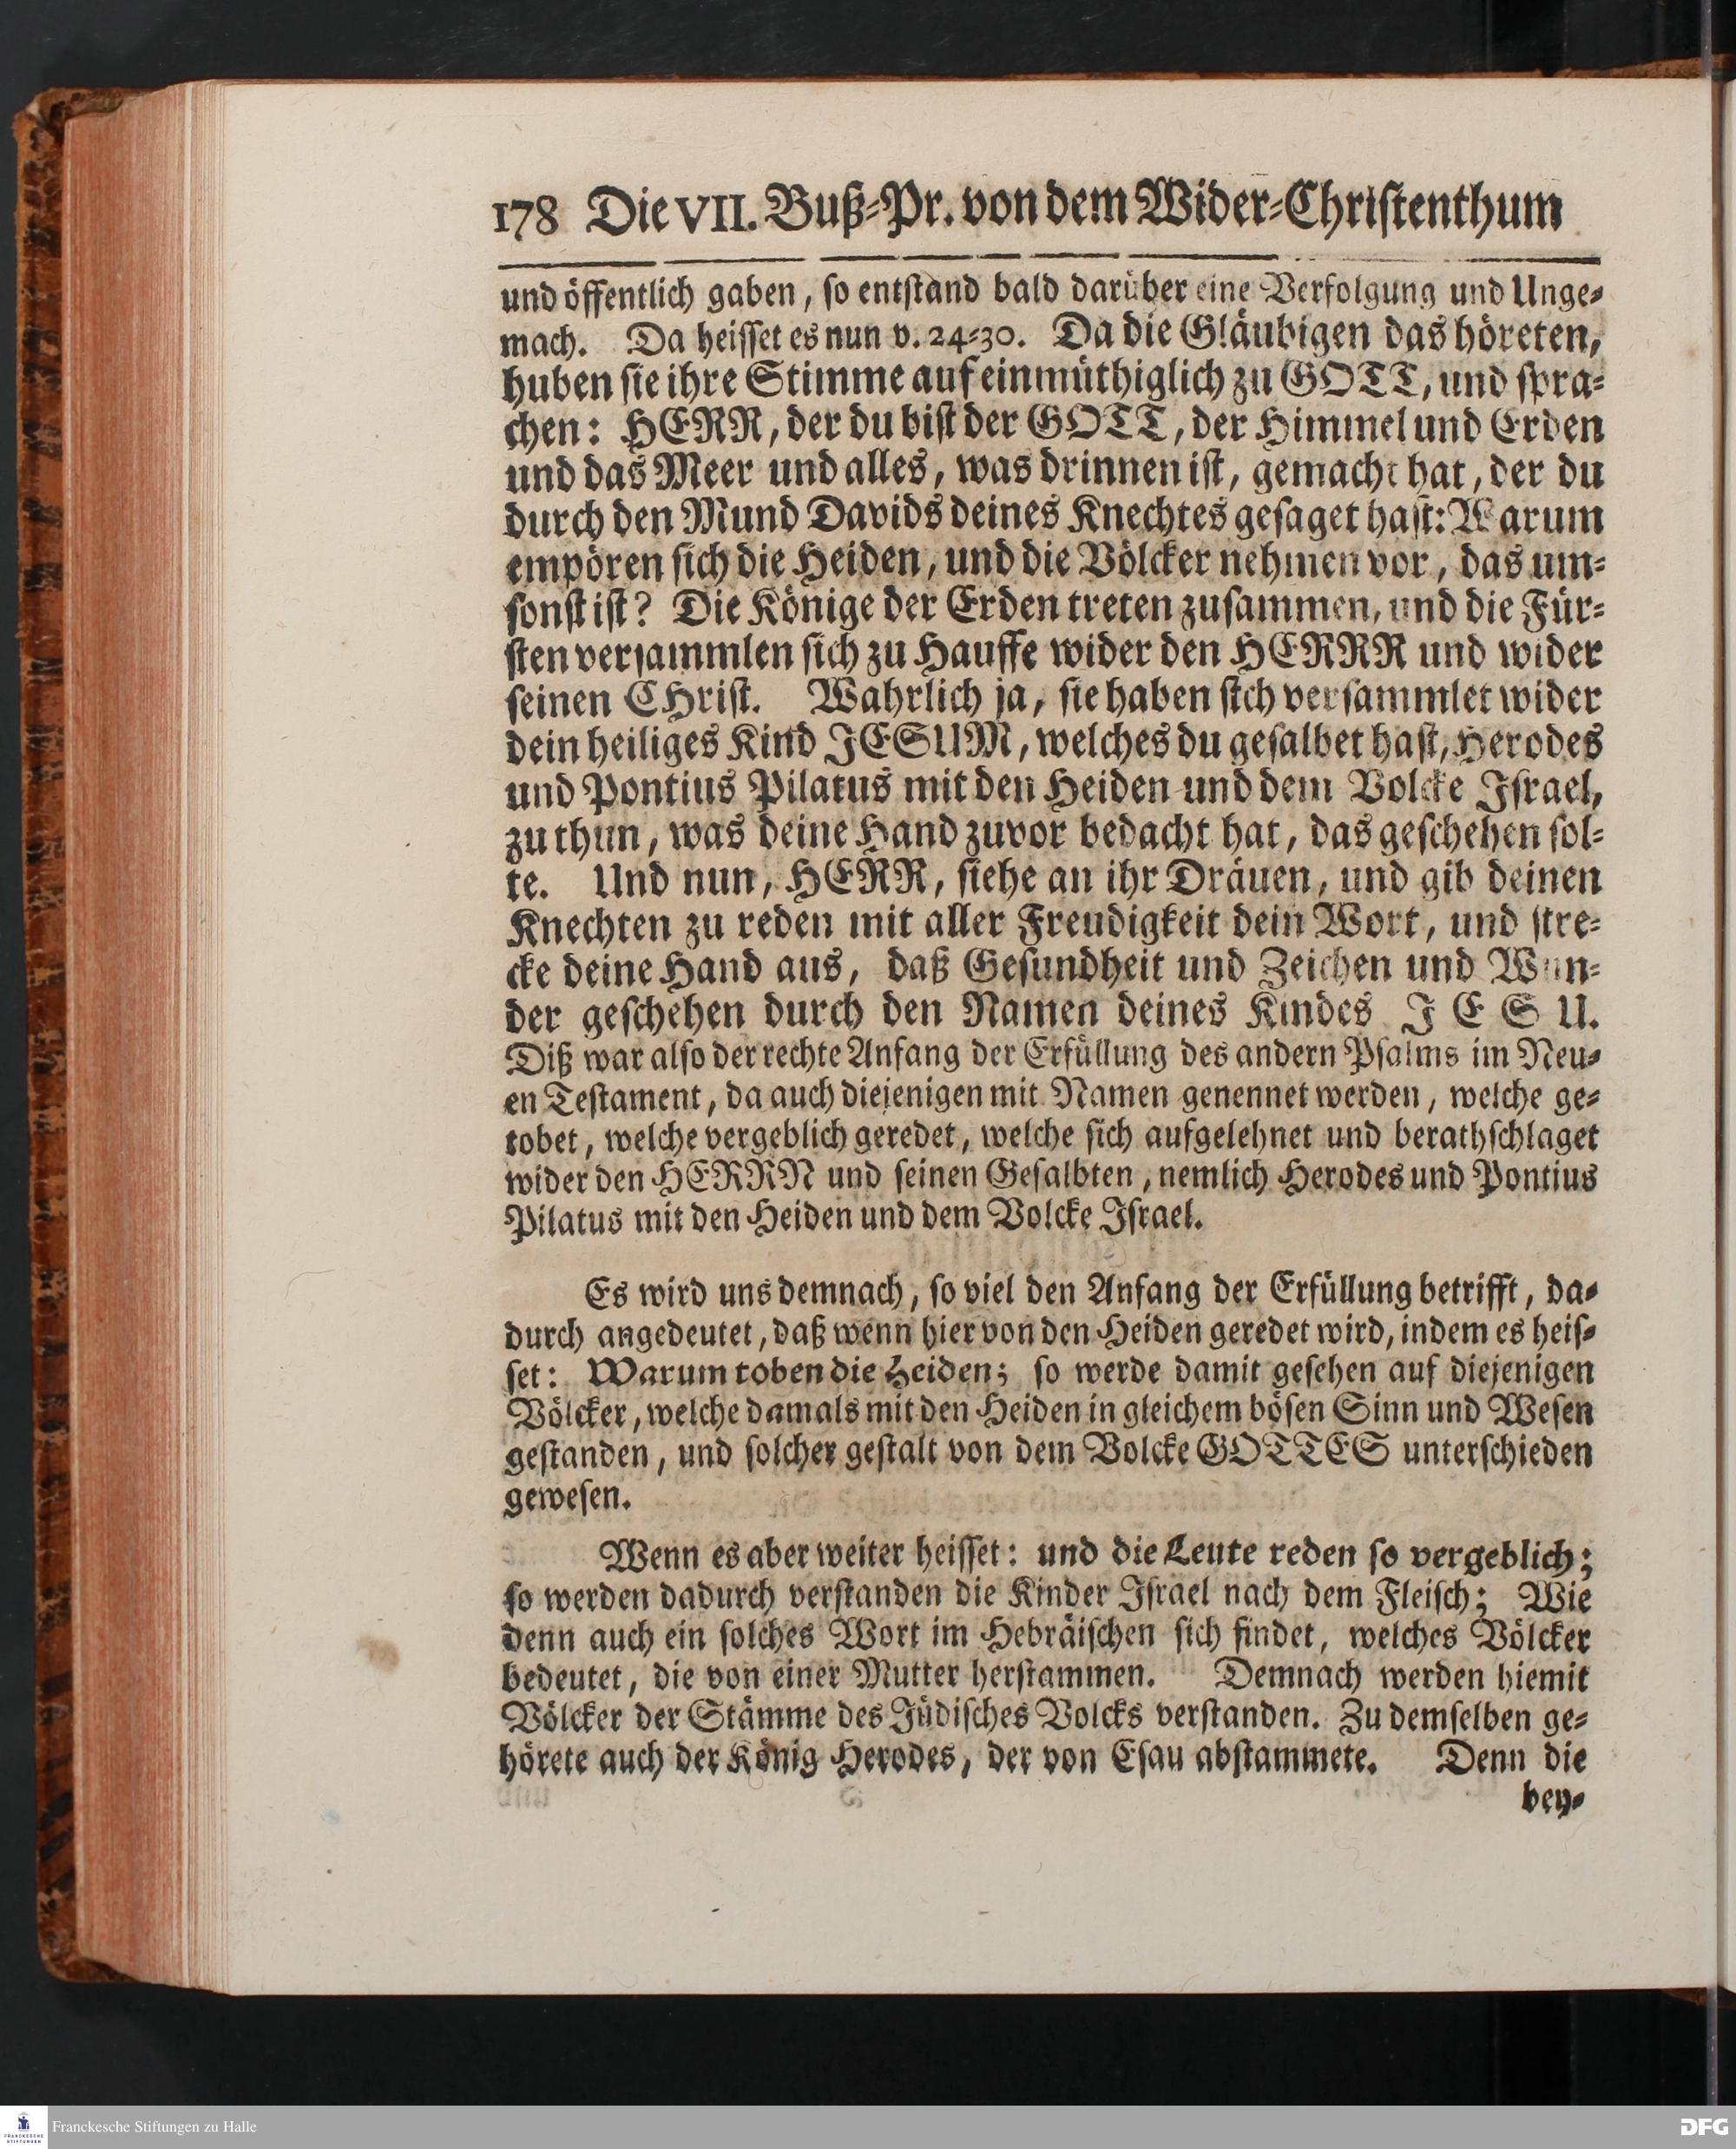 178 Die VII. Buß-Pr. von dem Wider-Christenthum
und öffentlich gaben, so entstand bald darüber eine Verfolgung und Unge-
mach. Da heisset es nun v. 24-30. Da die Gläubigen das höreten,
huben sie ihre Stimme auf einmüthiglich zu GOTT, und spra-
chen: HERR, der du bist der GOTT, der Himmel und Erden
und das Meer und alles, was drinnen ist, gemacht hat, der du
durch den Mund Davids deines Knechtes gesaget hast: Warum
empören sich die Heiden, und die Völcker nehmen vor, das um-
sonst ist? Die Könige der Erden treten zusammen, und die Für-
sten versammlen sich zu Hauffe wider den HERRR und wider
seinen CHrist. Wahrlich ja, sie haben sich versammlet wider
dein heiliges Kind JESUM, welches du gesalbet hast, Herodes
und Pontius Pilatus mit den Heiden und dem Volcke Israel,
zu thun, was deine Hand zuvor bedacht hat, das geschehen sol-
te. Und nun, HERR, siehe an ihr Dräuen, und gib deinen
Knechten zu reden mit aller Freudigkeit dein Wort, und stre-
cke deine Hand aus, daß Gesundheit und Zeichen und Wun-
der geschehen durch den Namen deines Kindes JESU.
Diß war also der rechte Anfang der Erfüllung des andern Psalms im Neu-
en Testament, da auch diejenigen mit Namen genennet werden, welche ge-
tobet, welche vergeblich geredet, welche sich aufgelehnet und berathschlaget
wider den HERRN und seinen Gesalbten, nemlich Herodes und Pontius
Pilatus mit den Heiden und dem Volcke Israel.
Es wird uns demnach, so viel den Anfang der Erfüllung betrifft, da-
durch angedeutet, daß wenn hier von den Heiden geredet wird, indem es heis-
set: Warum toben die Heiden; so werde damit gesehen auf diejenigen
Völcker, welche damals mit den Heiden in gleichem bösen Sinn und Wesen
gestanden, und solcher gestalt von dem Volcke GOTTES unterschieden
gewesen.
Wenn es aber weiter heisset: und die Leute reden so vergeblich;
so werden dadurch verstanden die Kinder Israel nach dem Fleisch; Wie
denn auch ein solches Wort im Hebräischen sich findet, welches Völcker
bedeutet, die von einer Mutter herstammen. Demnach werden hiemit
Völcker der Stämme des Jüdisches Volcks verstanden. Zu demselben ge-
hörete auch der König Herodes, der von Esau abstammete. Denn die
bey-
Franckesche Stiftungen zu Halle
DFG